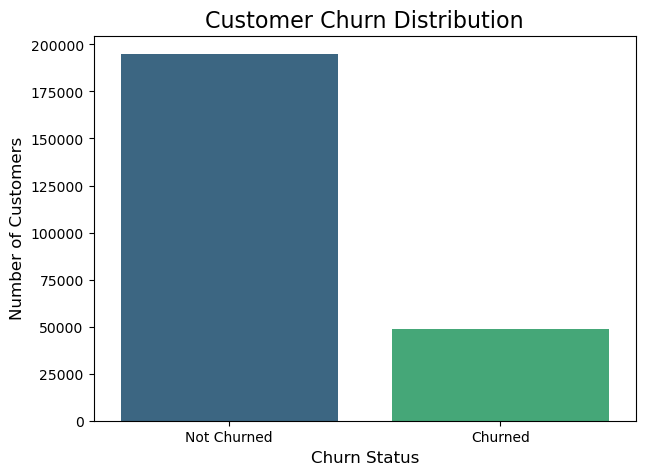 Customer Churn Distribution
200000
175000
150000
125000
100000
75000
50000
25000
0
Number of Customers
Not Churned
Churned
Churn Status